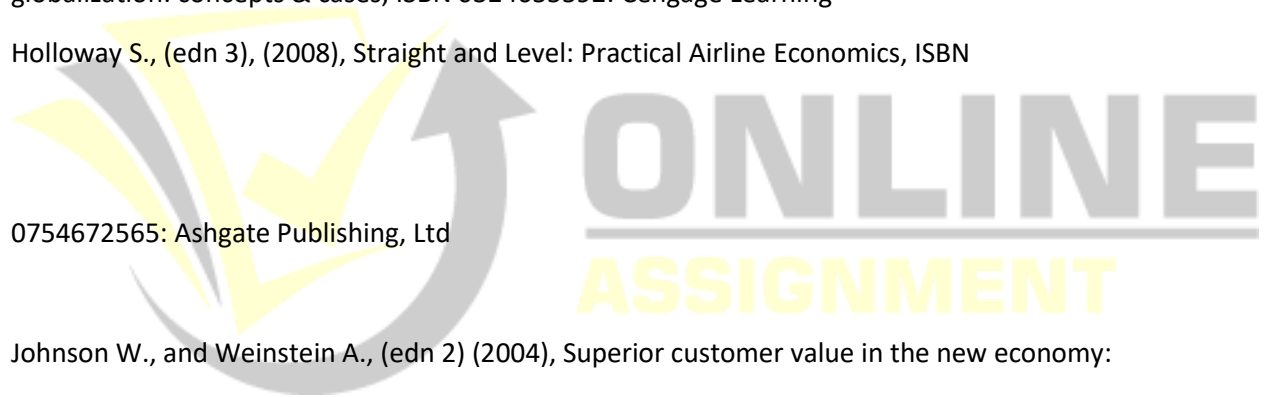 Holloway S., (edn 3), (2008), Straight and Level: Practical Airline Economics, ISBN
0754672565: Ashgate Publishing, Ltd
ONLINE
ASSIGNMENT
Johnson W., and Weinstein A., (edn 2) (2004), Superior customer value in the new economy: